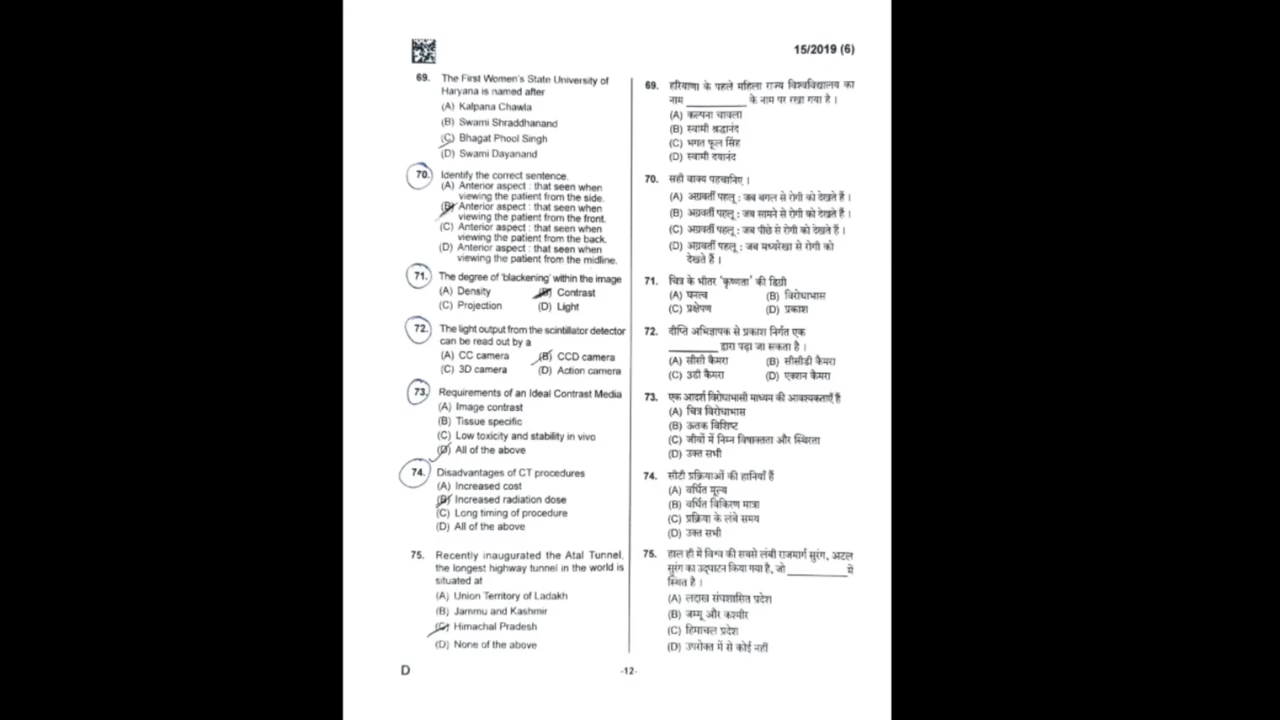 15/2019 (6)
69. The First Women's State University of
Haryana is named after
(A) Kalpana Chawla
(B) Swami Shraddhanand
(C) Bhagat Phool Singh
(D) Swami Dayanand
70. Identify the correct sentence.
(A) Anterior aspect : that seen when
viewing the patient from the side.
(B) Anterior aspect : that seen when
viewing the patient from the front.
(C) Anterior aspect : that seen when
viewing the patient from the back.
(D) Anterior aspect : that seen when
viewing the patient from the midline.
71. The degree of 'blackening' within the image
(A) Density (B) Contrast
(C) Projection (D) Light
72. The light output from the scintillator detector
can be read out by a
(A) CC camera (B) CCD camera
(C) 3D camera (D) Action camera
73. Requirements of an Ideal Contrast Media
(A) Image contrast
(B) Tissue specific
(C) Low toxicity and stability in vivo
(D) All of the above
74. Disadvantages of CT procedures
(A) Increased cost
(B) Increased radiation dose
(C) Long timing of procedure
(D) All of the above
75. Recently inaugurated the Atal Tunnel,
the longest highway tunnel in the world is
situated at
(A) Union Territory of Ladakh
(B) Jammu and Kashmir
(C) Himachal Pradesh
(D) None of the above
69. हरियाणा के पहले महिला राज्य विश्वविद्यालय का
नाम __________ के नाम पर रखा गया है ।
(A) कल्पना चावला
(B) स्वामी श्रद्धानंद
(C) भगत फूल सिंह
(D) स्वामी दयानंद
70. सही वाक्य पहचानिए ।
(A) अग्रवर्ती पहलू : जब बगल से रोगी को देखते हैं ।
(B) अग्रवर्ती पहलू : जब सामने से रोगी को देखते हैं ।
(C) अग्रवर्ती पहलू : जब पीछे से रोगी को देखते हैं ।
(D) अग्रवर्ती पहलू : जब मध्यरेखा से रोगी को
देखते हैं ।
71. चित्र के भीतर 'कृष्णता' की डिग्री
(A) घनत्व (B) विरोधाभास
(C) प्रक्षेपण (D) प्रकाश
72. दीप्ति अभिज्ञापक से प्रकाश निर्गत एक
________ द्वारा पढ़ा जा सकता है ।
(A) सीसी कैमरा (B) सीसीडी कैमरा
(C) 3डी कैमरा (D) एक्शन कैमरा
73. एक आदर्श विरोधाभासी माध्यम की आवश्यकताएँ हैं
(A) चित्र विरोधाभास
(B) ऊतक विशिष्ट
(C) जीवों में निम्न विषाक्तता और स्थिरता
(D) उक्त सभी
74. सीटी प्रक्रियाओं की हानियाँ हैं
(A) वर्धित मूल्य
(B) वर्धित विकिरण मात्रा
(C) प्रक्रिया के लंबे समय
(D) उक्त सभी
75. हाल ही में विश्व की सबसे लंबी राजमार्ग सुरंग, अटल
सुरंग का उद्घाटन किया गया है, जो __________ में
स्थित है ।
(A) लद्दाख संघशासित प्रदेश
(B) जम्मू और कश्मीर
(C) हिमाचल प्रदेश
(D) उपरोक्त में से कोई नहीं
D
-12-